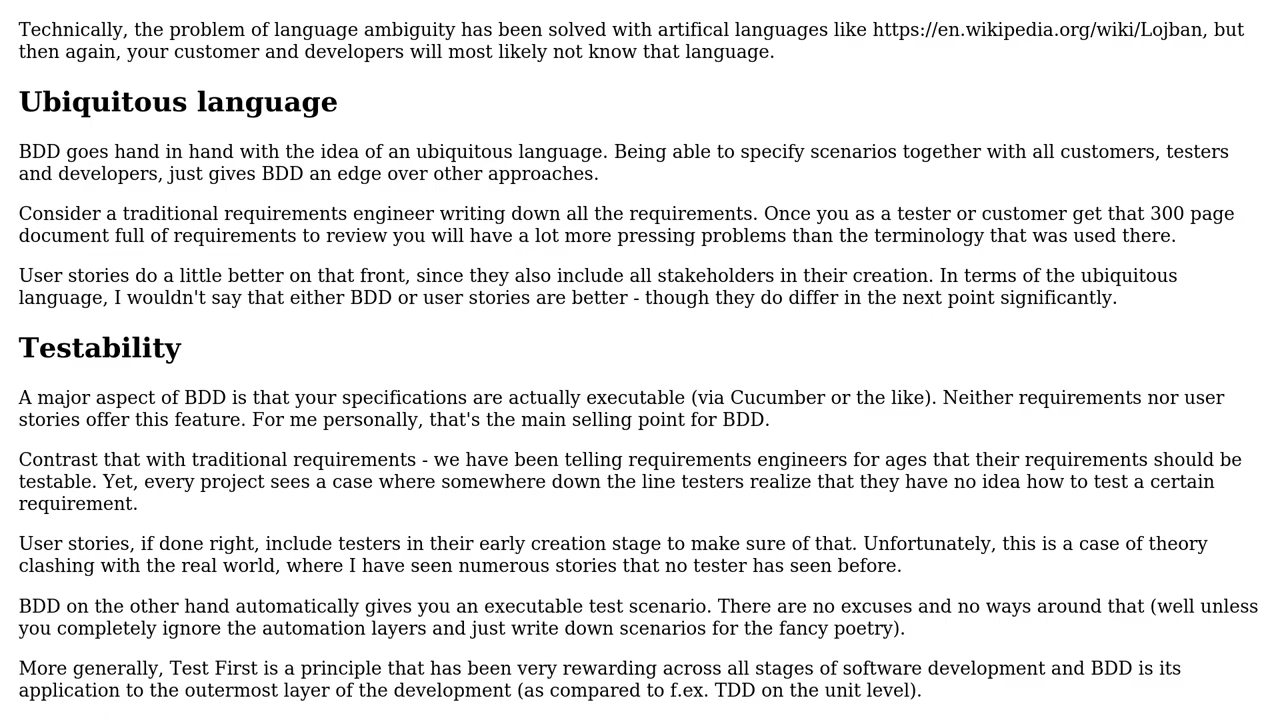 Technically, the problem of language ambiguity has been solved with artifical languages like https://en.wikipedia.org/wiki/Lojban, but
then again, your customer and developers will most likely not know that language.
Ubiquitous language
BDD goes hand in hand with the idea of an ubiquitous language. Being able to specify scenarios together with all customers, testers
and developers, just gives BDD an edge over other approaches.
Consider a traditional requirements engineer writing down all the requirements. Once you as a tester or customer get that 300 page
document full of requirements to review you will have a lot more pressing problems than the terminology that was used there.
User stories do a little better on that front, since they also include all stakeholders in their creation. In terms of the ubiquitous
language, I wouldn't say that either BDD or user stories are better - though they do differ in the next point significantly.
Testability
A major aspect of BDD is that your specifications are actually executable (via Cucumber or the like). Neither requirements nor user
stories offer this feature. For me personally, that's the main selling point for BDD.
Contrast that with traditional requirements - we have been telling requirements engineers for ages that their requirements should be
testable. Yet, every project sees a case where somewhere down the line testers realize that they have no idea how to test a certain
requirement.
User stories, if done right, include testers in their early creation stage to make sure of that. Unfortunately, this is a case of theory
clashing with the real world, where I have seen numerous stories that no tester has seen before.
BDD on the other hand automatically gives you an executable test scenario. There are no excuses and no ways around that (well unless
you completely ignore the automation layers and just write down scenarios for the fancy poetry).
More generally, Test First is a principle that has been very rewarding across all stages of software development and BDD is its
application to the outermost layer of the development (as compared to f.ex. TDD on the unit level).